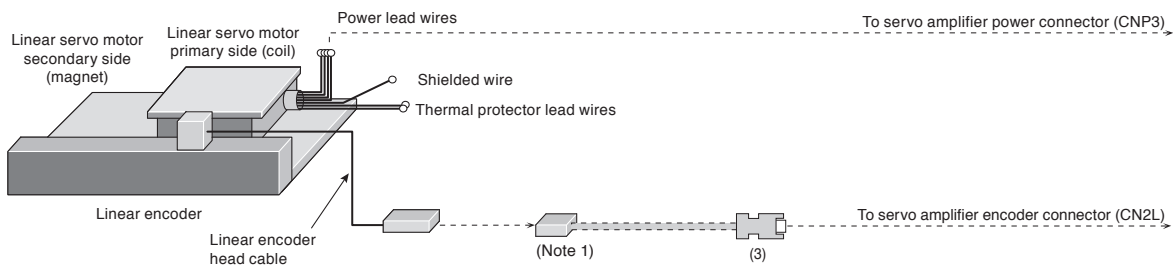 Power lead wires
To servo amplifier power connector (CNP3)
Linear servo motor
secondary side
(magnet)
Linear servo motor
primary side (coil)
Shielded wire
Thermal protector lead wires
Linear encoder
Linear encoder
head cable
(Note 1)
(3)
To servo amplifier encoder connector (CN2L)